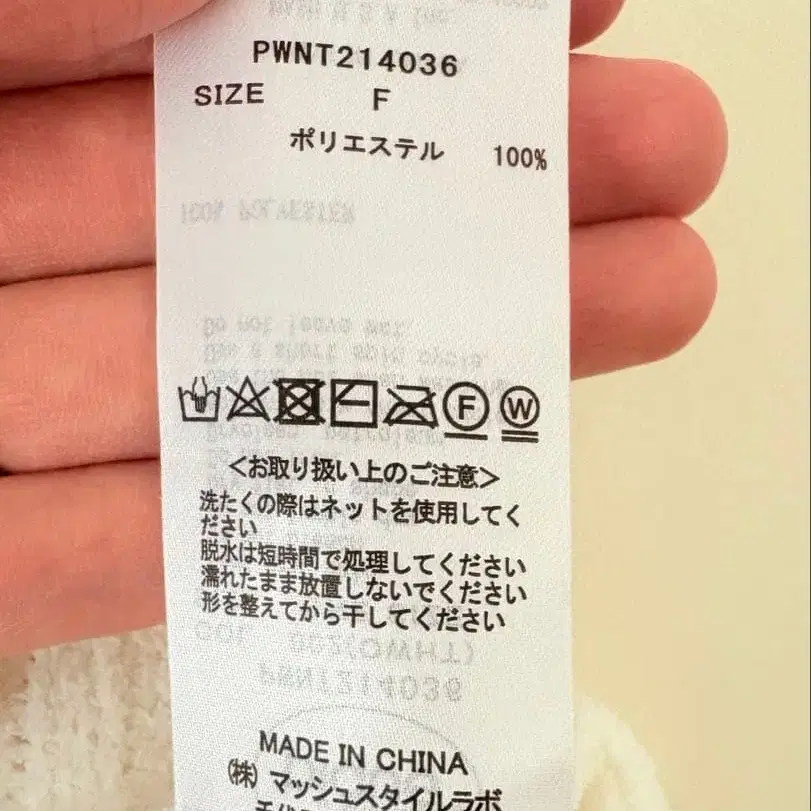 PWNT214036
SIZE F
ポリエステル 100%
F W
<お取り扱い上のご注意>
洗たくの際はネットを使用してく
ださい
脱水は短時間で処理してください
濡れたまま放置しないでください
形を整えてから干してください
MADE IN CHINA
(株) マッシュスタイルラボ